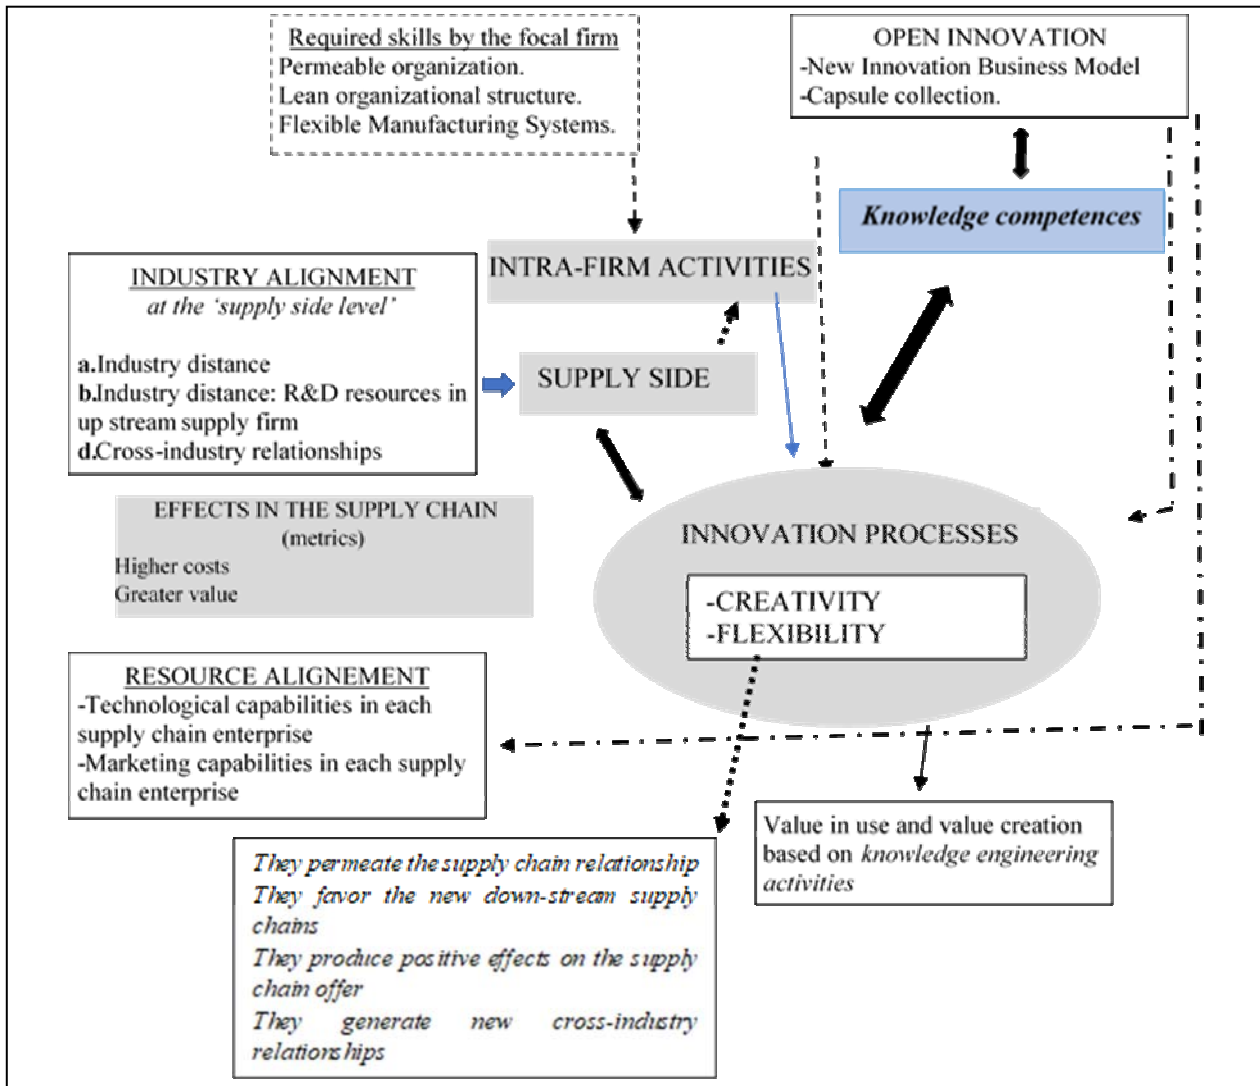 Required skills by the focal firm
Permeable organization.
Lean organizational structure.
Flexible Manufacturing Systems.
OPEN INNOVATION
-New Innovation Business Model
-Capsule collection.
Knowledge competences
INTRA-FIRM ACTIVITIES
INDUSTRY ALIGNMENT
at the ‘supply side level’
a.Industry distance
b.Industry distance: R&D resources in
up stream supply firm
d.Cross-industry relationships
SUPPLY SIDE
EFFECTS IN THE SUPPLY CHAIN
(metrics)
Higher costs
Greater value
INNOVATION PROCESSES
-CREATIVITY
-FLEXIBILITY
RESOURCE ALIGNEMENT
-Technological capabilities in each
supply chain enterprise
-Marketing capabilities in each supply
chain enterprise
Value in use and value creation
based on knowledge engineering
activities
They permeate the supply chain relationship
They favor the new down-stream supply
chains
They produce positive effects on the supply
chain offer
They generate new cross-industry
relationships